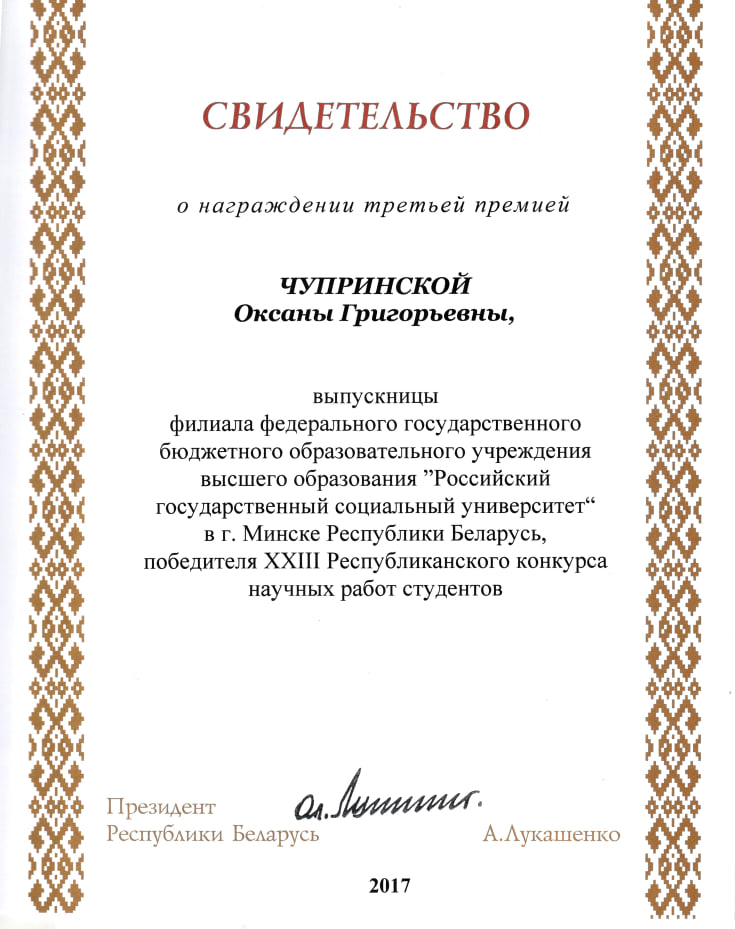 СВИДЕТЕЛЬСТВО
о награждении третьей премией
ЧУПРИНСКОЙ
Оксаны Григорьевны,
выпускницы
филиала федерального государственного
бюджетного образовательного учреждения
высшего образования ”Российский
государственный социальный университет“
в г. Минске Республики Беларусь,
победителя XXIII Республиканского конкурса
научных работ студентов
Президент
Республики Беларусь
А.Лукашенко
2017